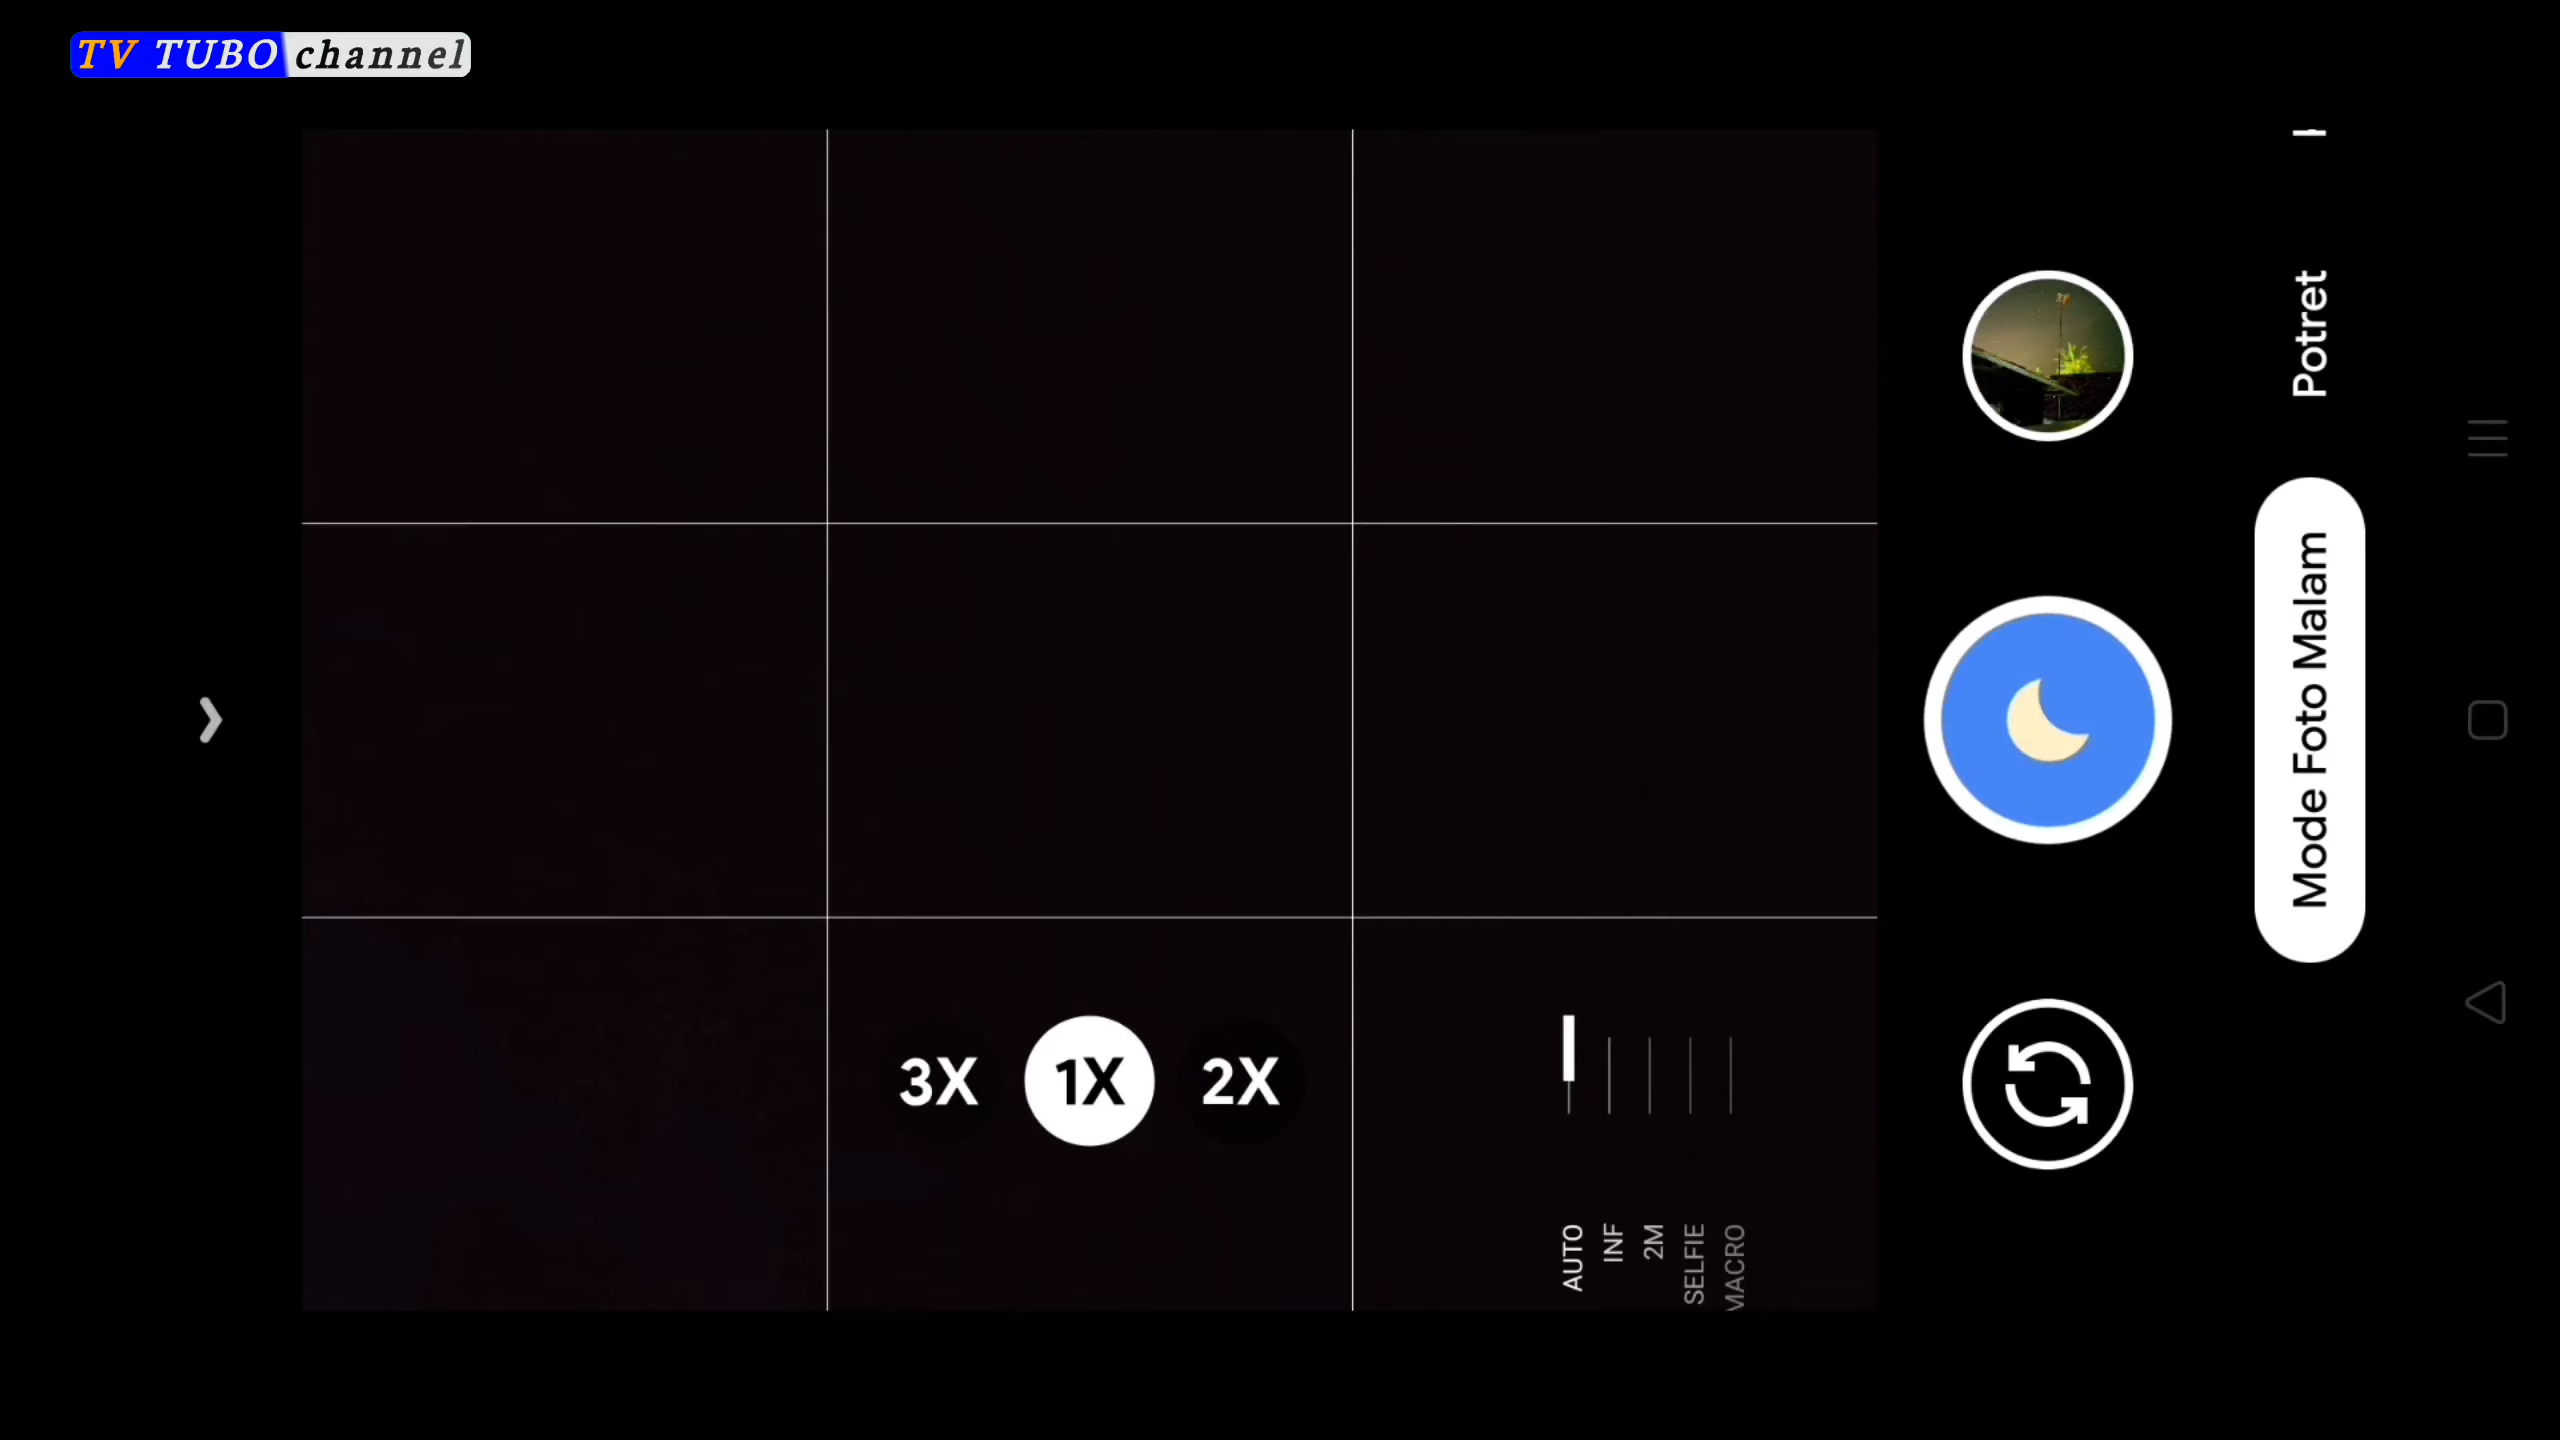 TV TUBO channel
Potret
Mode Foto Malam
3X 1X 2X
AUTO
INF
2M
SELFIE
MACRO